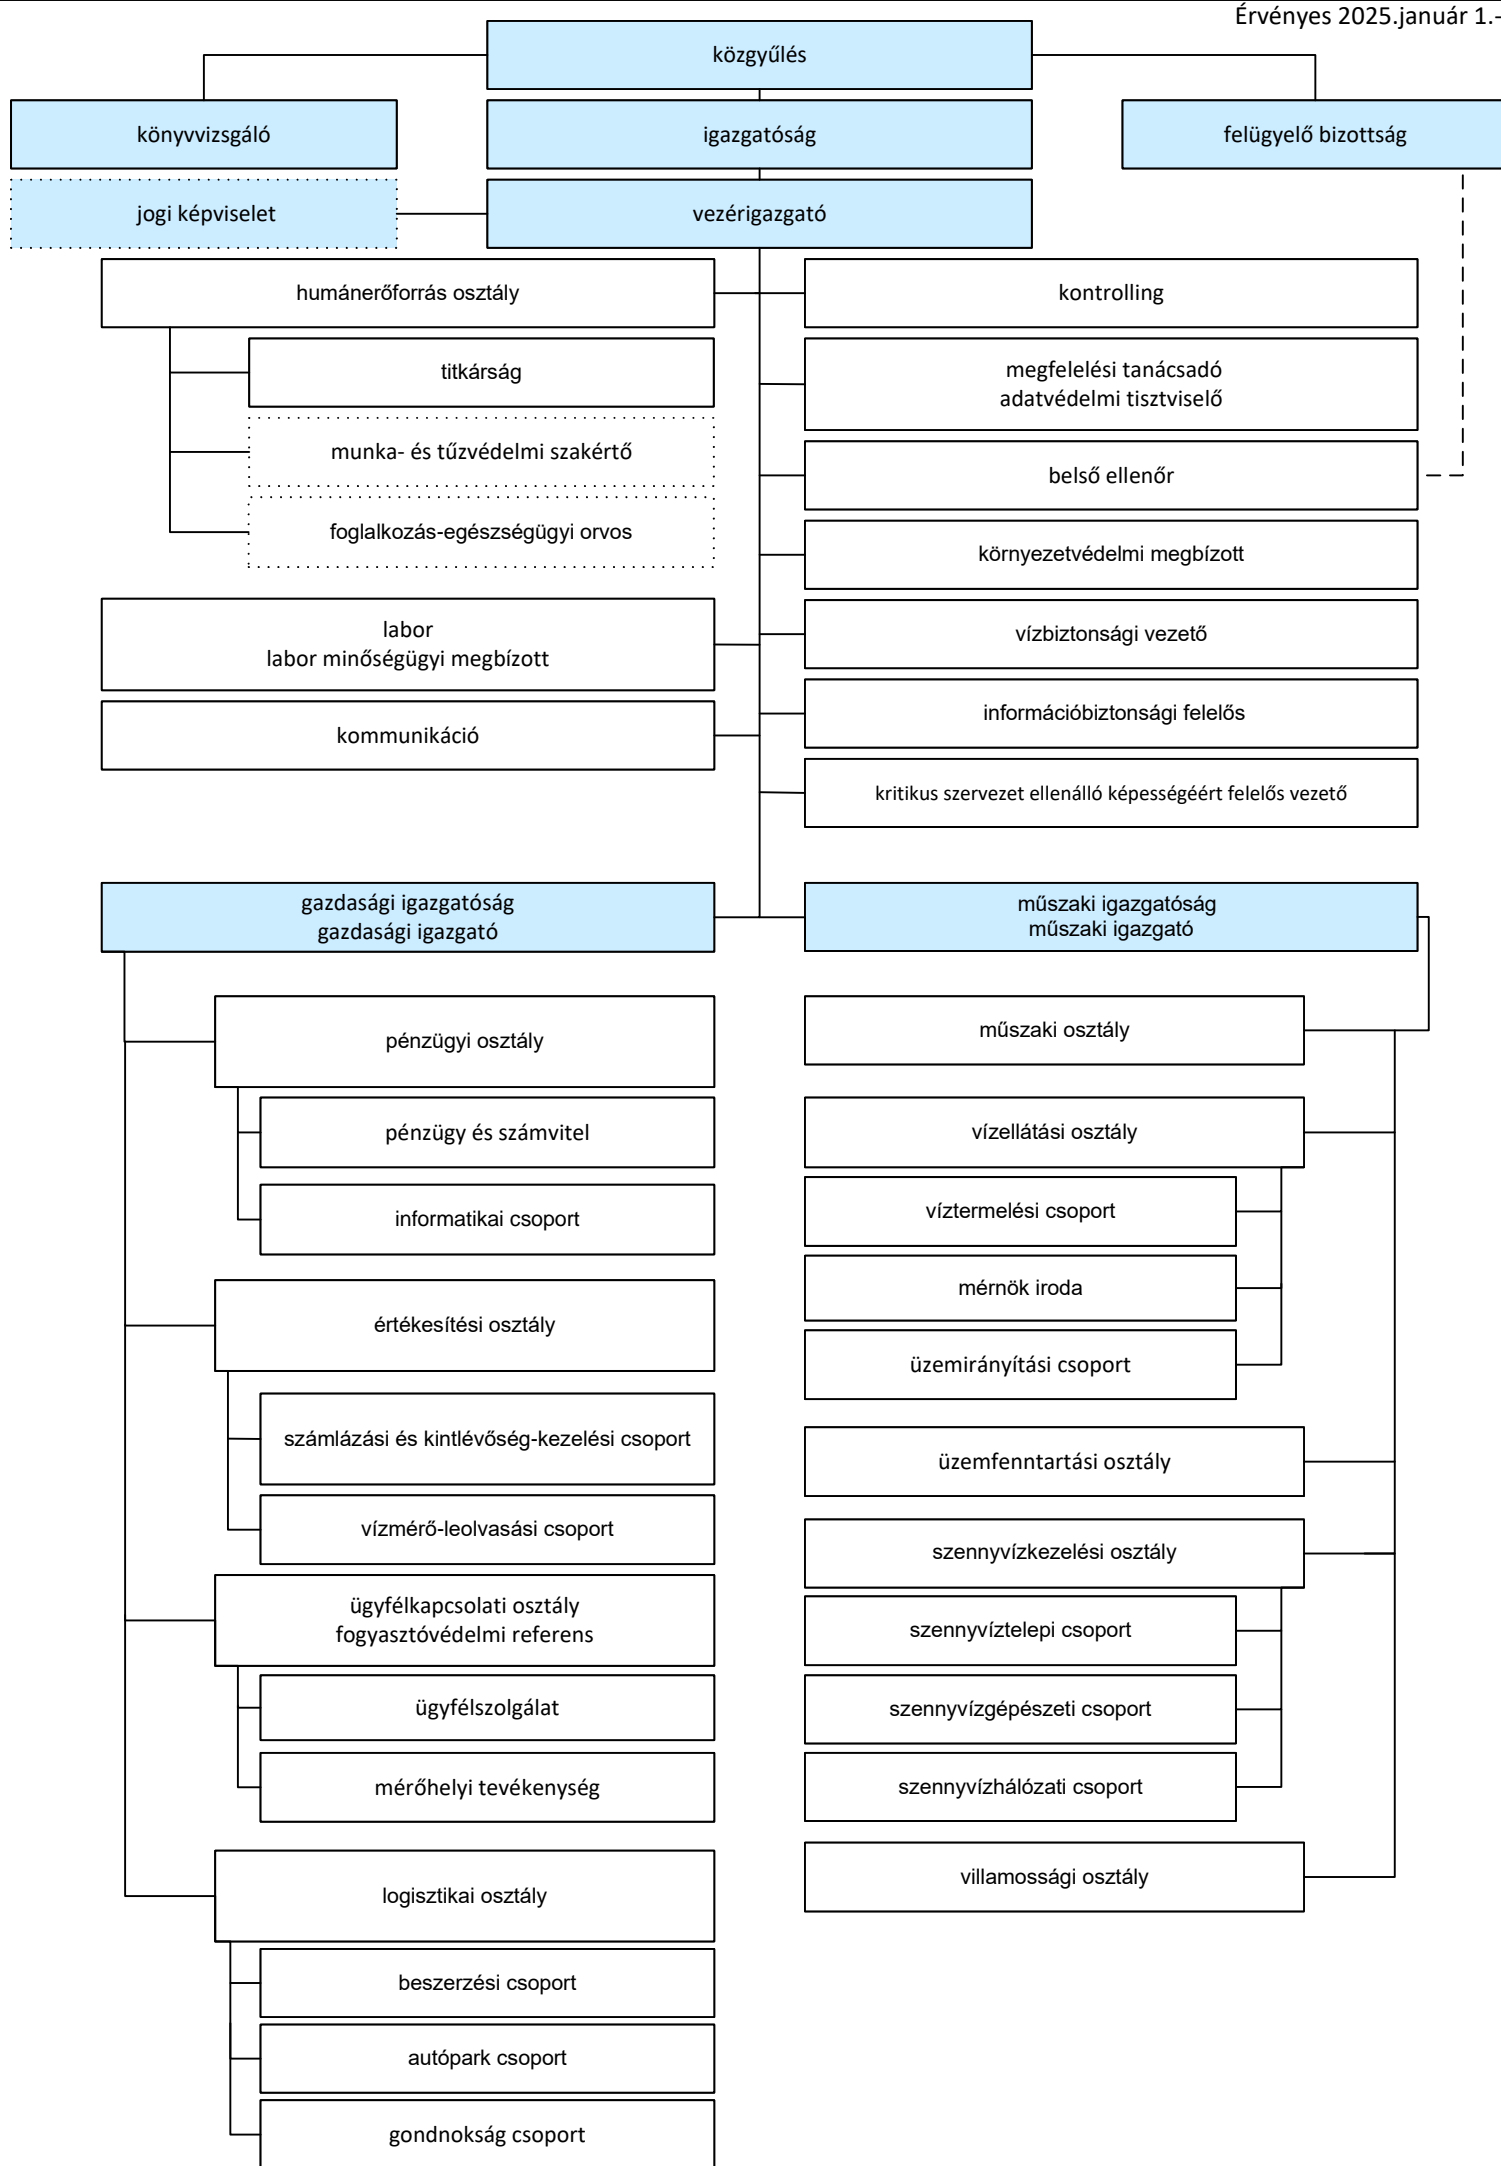 Érvényes 2025.január 1.-
közgyűlés
könyvvizsgáló
igazgatóság
felügyelő bizottság
jogi képviselet
vezérigazgató
humánerőforrás osztály
kontrolling
titkárság
megfelelési tanácsadó
adatvédelmi tisztviselő
munka- és tűzvédelmi szakértő
belső ellenőr
foglalkozás-egészségügyi orvos
környezetvédelmi megbízott
labor
labor minőségügyi megbízott
vízbiztonsági vezető
kommunikáció
információbiztonsági felelős
kritikus szervezet ellenálló képességéért felelős vezető
gazdasági igazgatóság
gazdasági igazgató
műszaki igazgatóság
műszaki igazgató
pénzügyi osztály
pénzügy és számvitel
informatikai csoport
értékesítési osztály
számlázási és kintlévőség-kezelési csoport
vízmérő-leolvasási csoport
ügyfélkapcsolati osztály
fogyasztóvédelmi referens
ügyfélszolgálat
mérőhelyi tevékenység
logisztikai osztály
beszerzési csoport
autópark csoport
gondnokság csoport
műszaki osztály
vízellátási osztály
víztermelési csoport
mérnök iroda
üzemirányítási csoport
üzemfenntartási osztály
szennyvízkezelési osztály
szennyvíztelepi csoport
szennyvízgépészeti csoport
szennyvízhálózati csoport
villamossági osztály